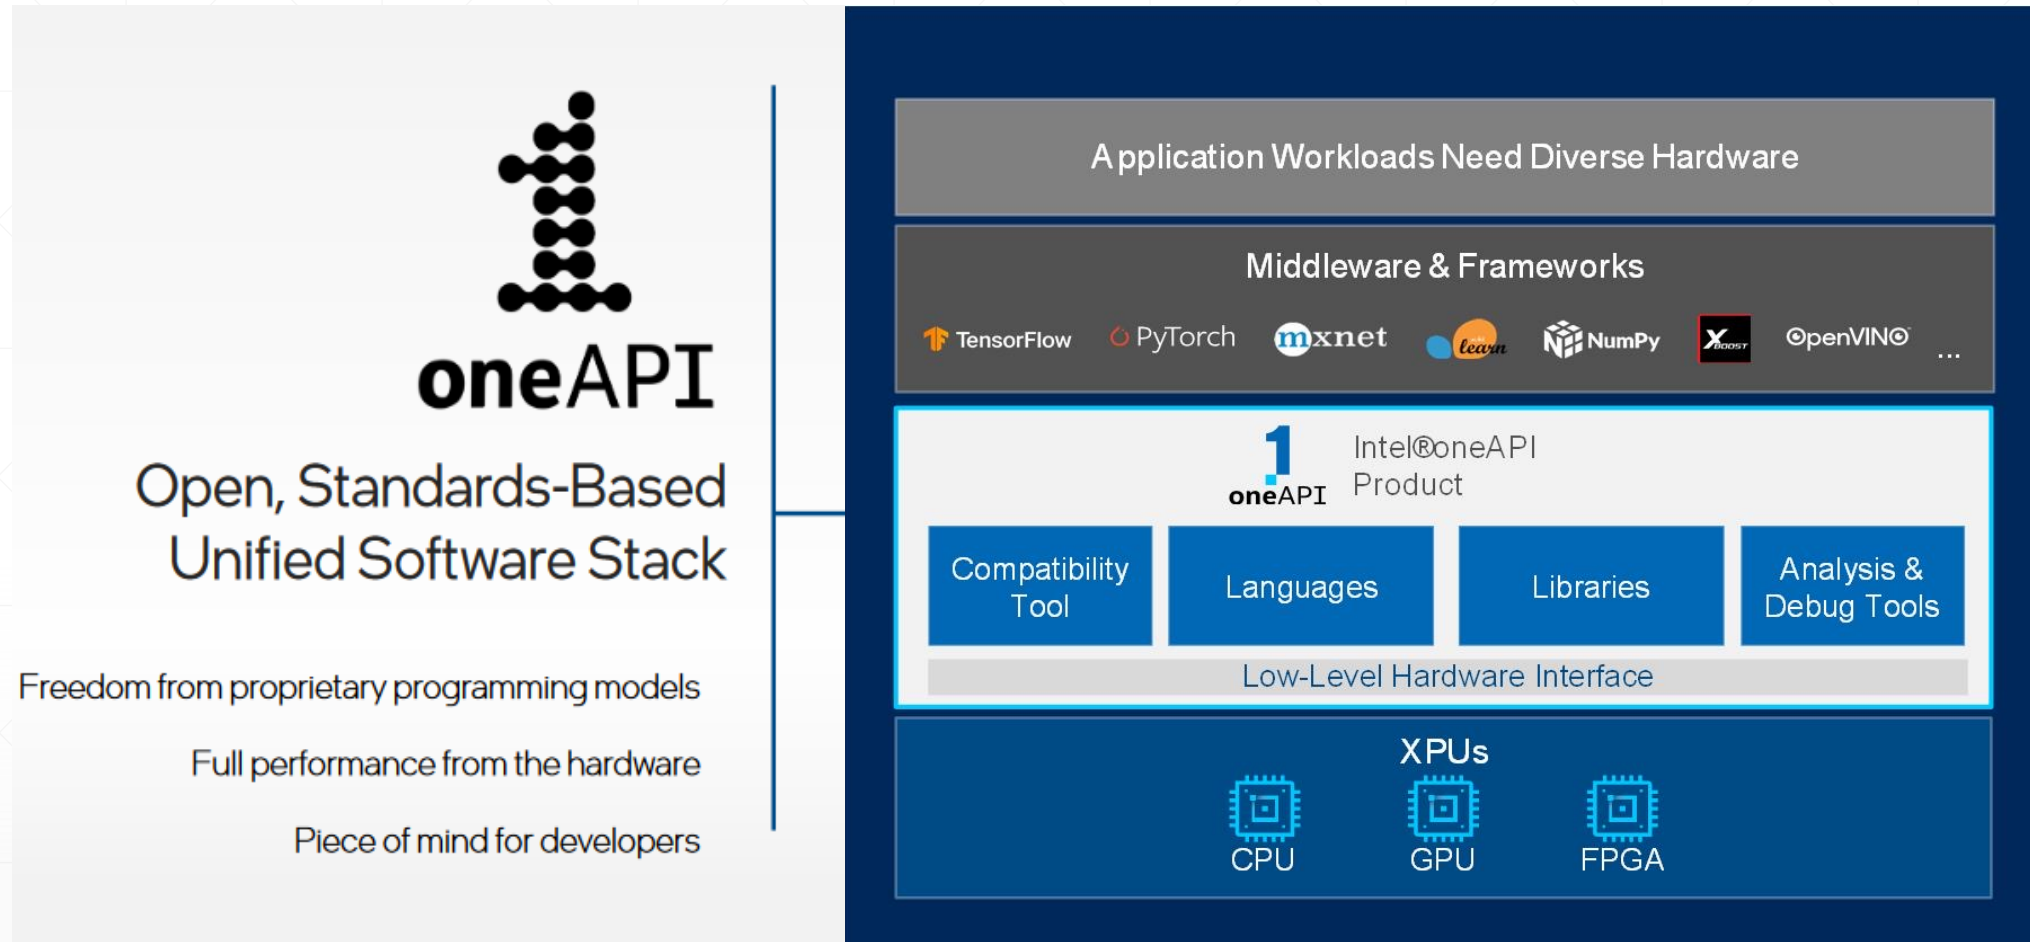 oneAPI
Open, Standards-Based
Unified Software Stack
Freedom from proprietary programming models
Full performance from the hardware
Piece of mind for developers
Application Workloads Need Diverse Hardware
Middleware & Frameworks
TensorFlow
PyTorch
mxnet
learn
NumPy
XBOOST
OpenVINO
...
oneAPI
Intel®oneAPI
Product
Compatibility
Tool
Languages
Libraries
Analysis &
Debug Tools
Low-Level Hardware Interface
XPUs
CPU
GPU
FPGA